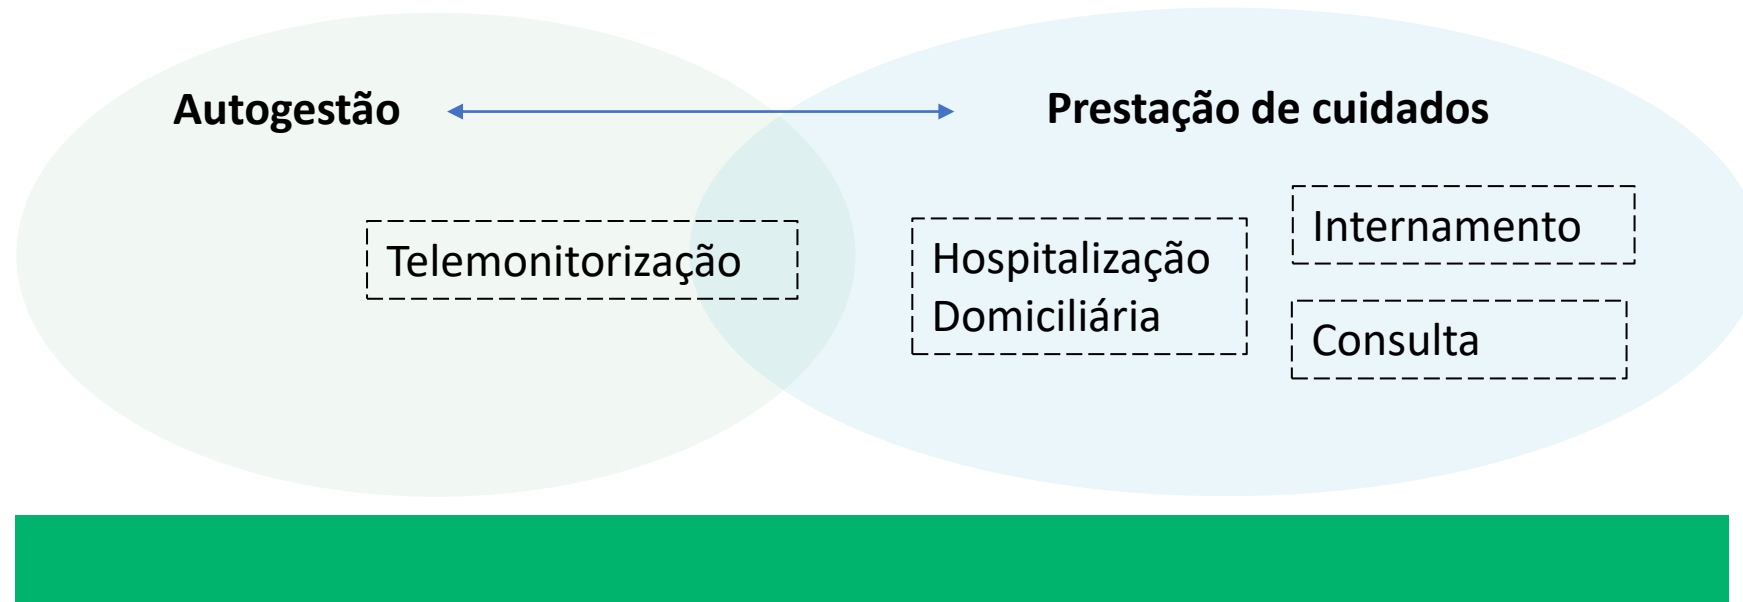 Autogestão
Prestação de cuidados
Telemonitorização
Hospitalização
Domiciliária
Internamento
Consulta